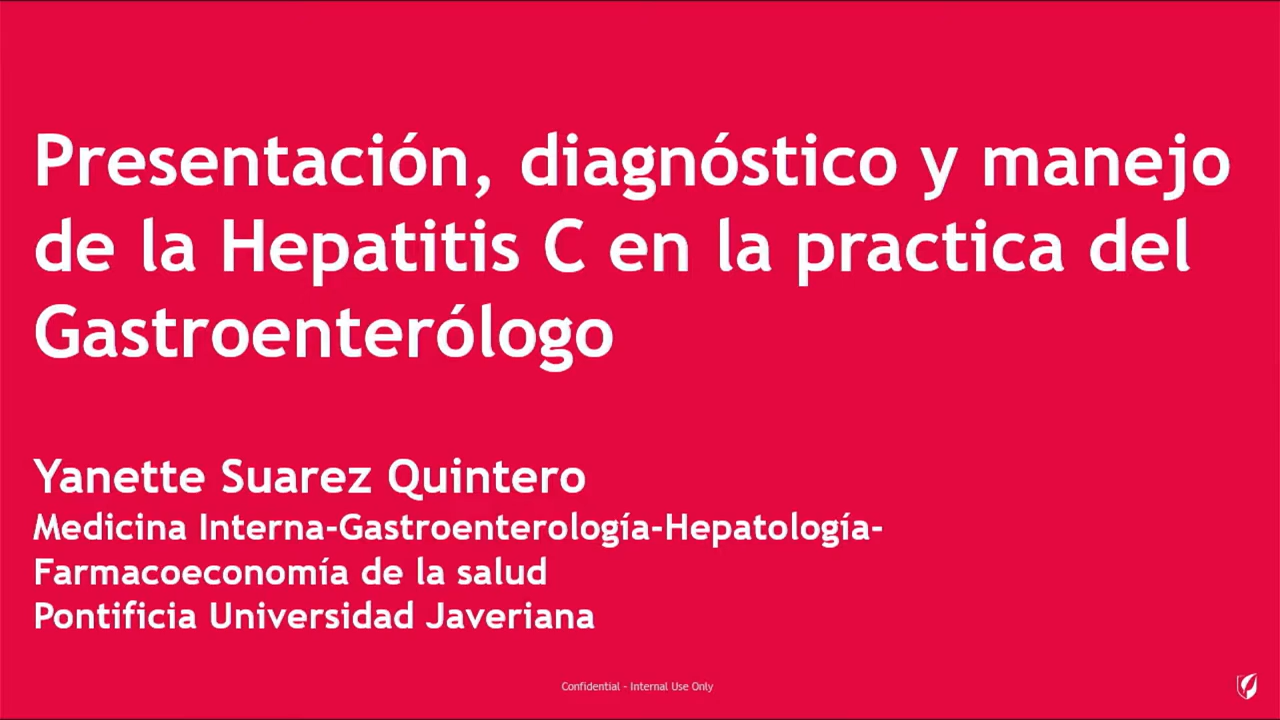 Presentación, diagnóstico y manejo
de la Hepatitis C en la practica del
Gastroenterólogo
Yanette Suarez Quintero
Medicina Interna-Gastroenterología-Hepatología-
Farmacoeconomía de la salud
Pontificia Universidad Javeriana
Confidential - Internal Use Only